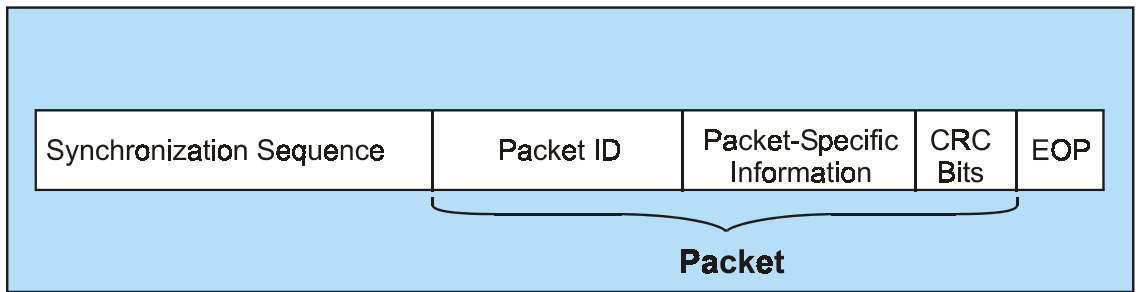 Synchronization Sequence
Packet ID
Packet-Specific
Information
CRC
Bits
EOP
Packet